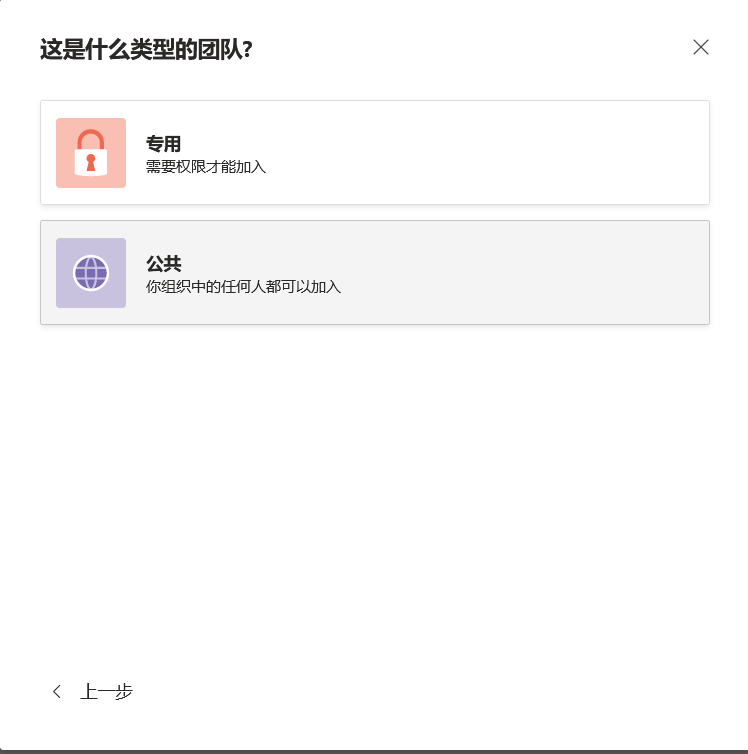 这是什么类型的团队?
专用
需要权限才能加入
公共
你组织中的任何人都可以加入
上一步